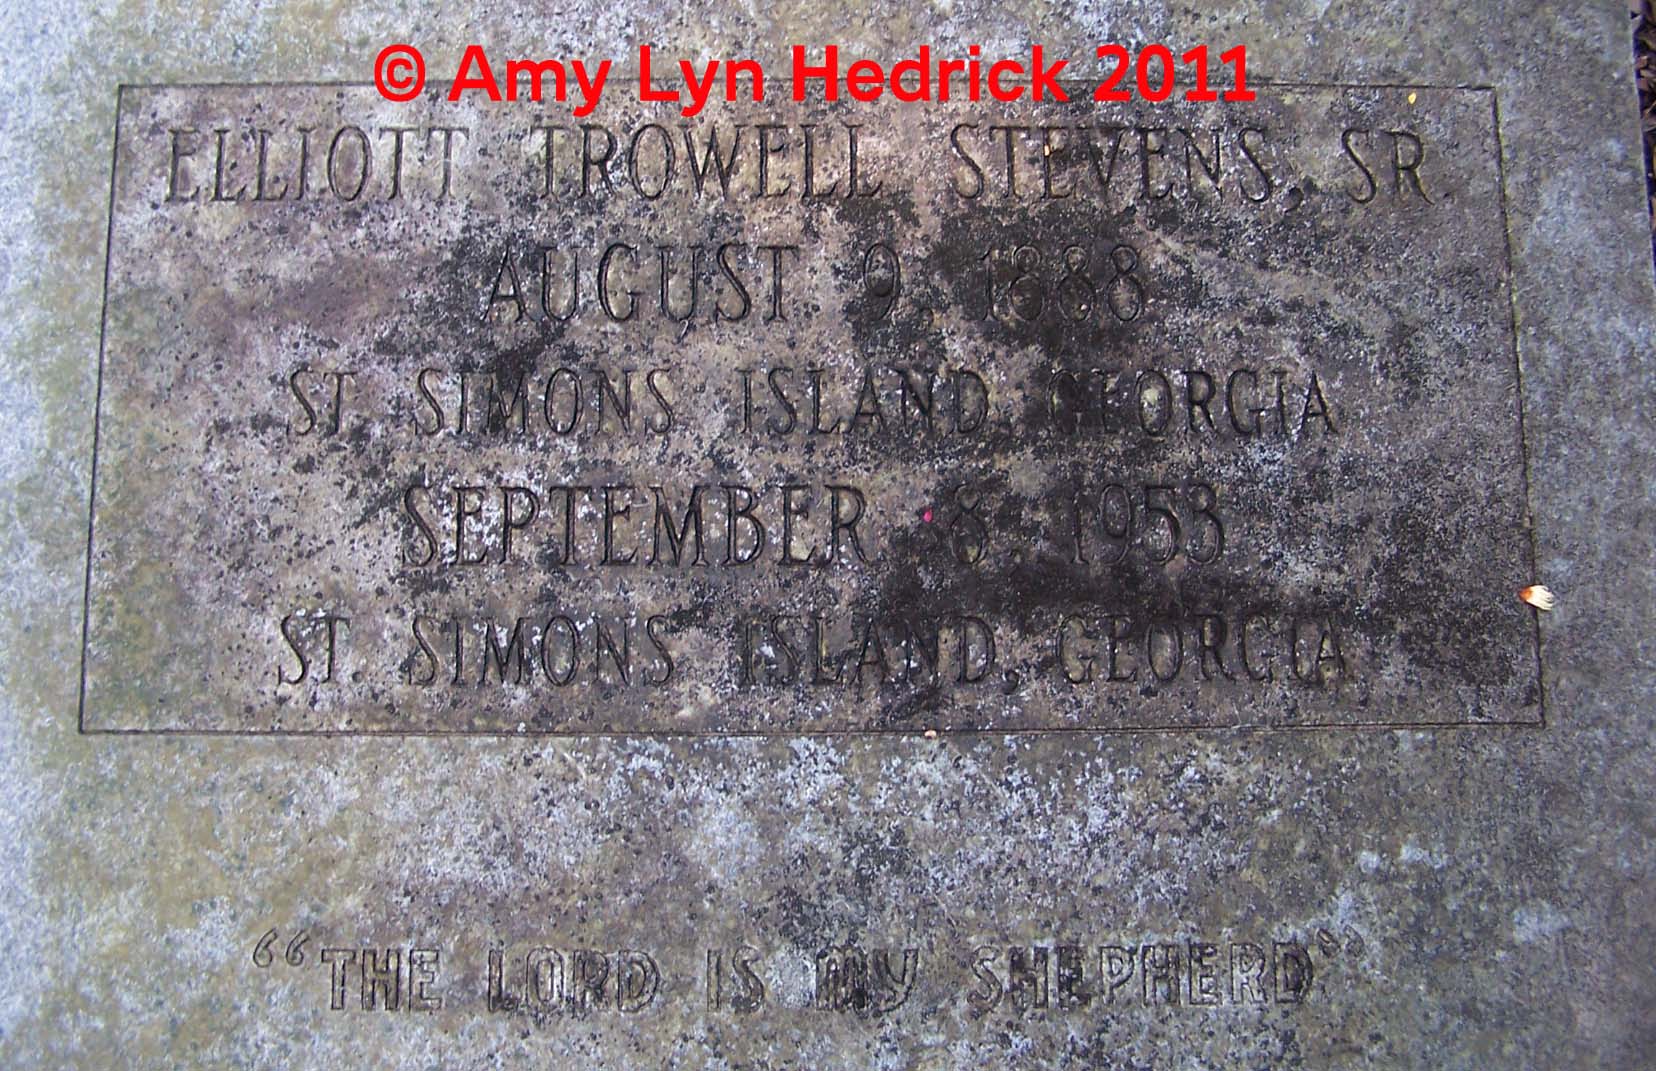 © Amy Lyn Hedrick 2011
ELLIOTT TROWELL STEVENS, SR.
AUGUST 9, 1888
ST. SIMONS ISLAND, GEORGIA
SEPTEMBER 8, 1953
ST. SIMONS ISLAND, GEORGIA
“THE LORD IS MY SHEPHERD”